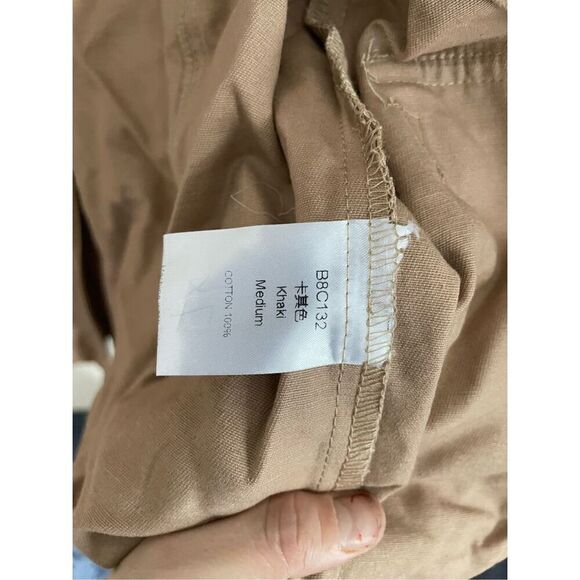 B8C132
卡其色
Khaki
Medium
COTTON 100%